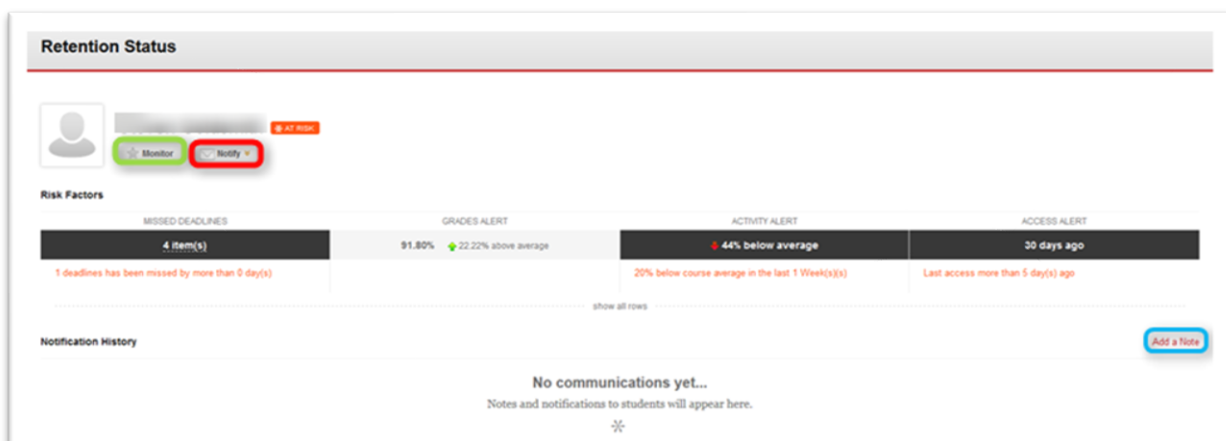 Retention Status
AT RISK
Monitor Notify
Risk Factors
MISSED DEADLINES GRADES ALERT ACTIVITY ALERT ACCESS ALERT
4 item(s) 91.80% 22.22% above average 44% below average 30 days ago
1 deadlines has been missed by more than 0 day(s) 20% below course average in the last 1 Week(s)(s) Last access more than 5 day(s) ago
show all rows
Notification History Add a Note
No communications yet...
Notes and notifications to students will appear here.